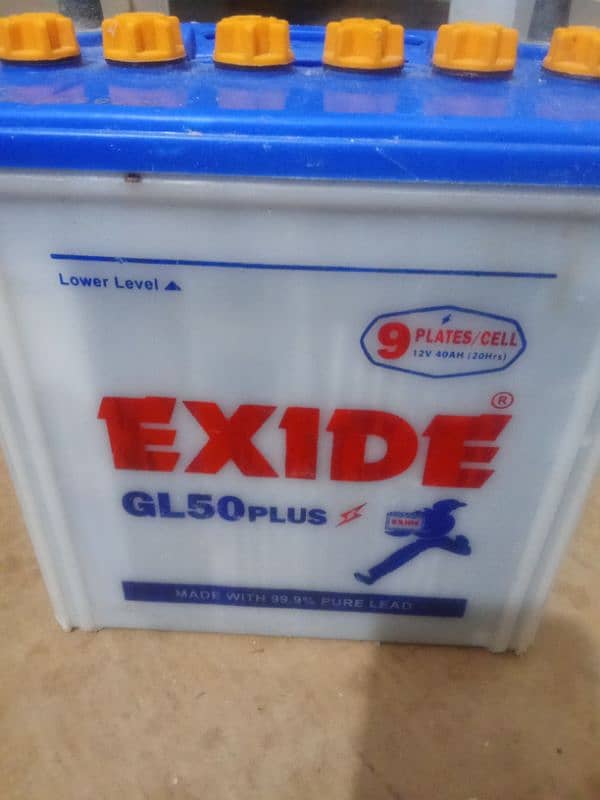 Lower Level ▲
9 PLATES/CELL
12V 40AH (20Hrs)
EXIDE®
GL50PLUS
EXIDE
MADE WITH 99.9% PURE LEAD